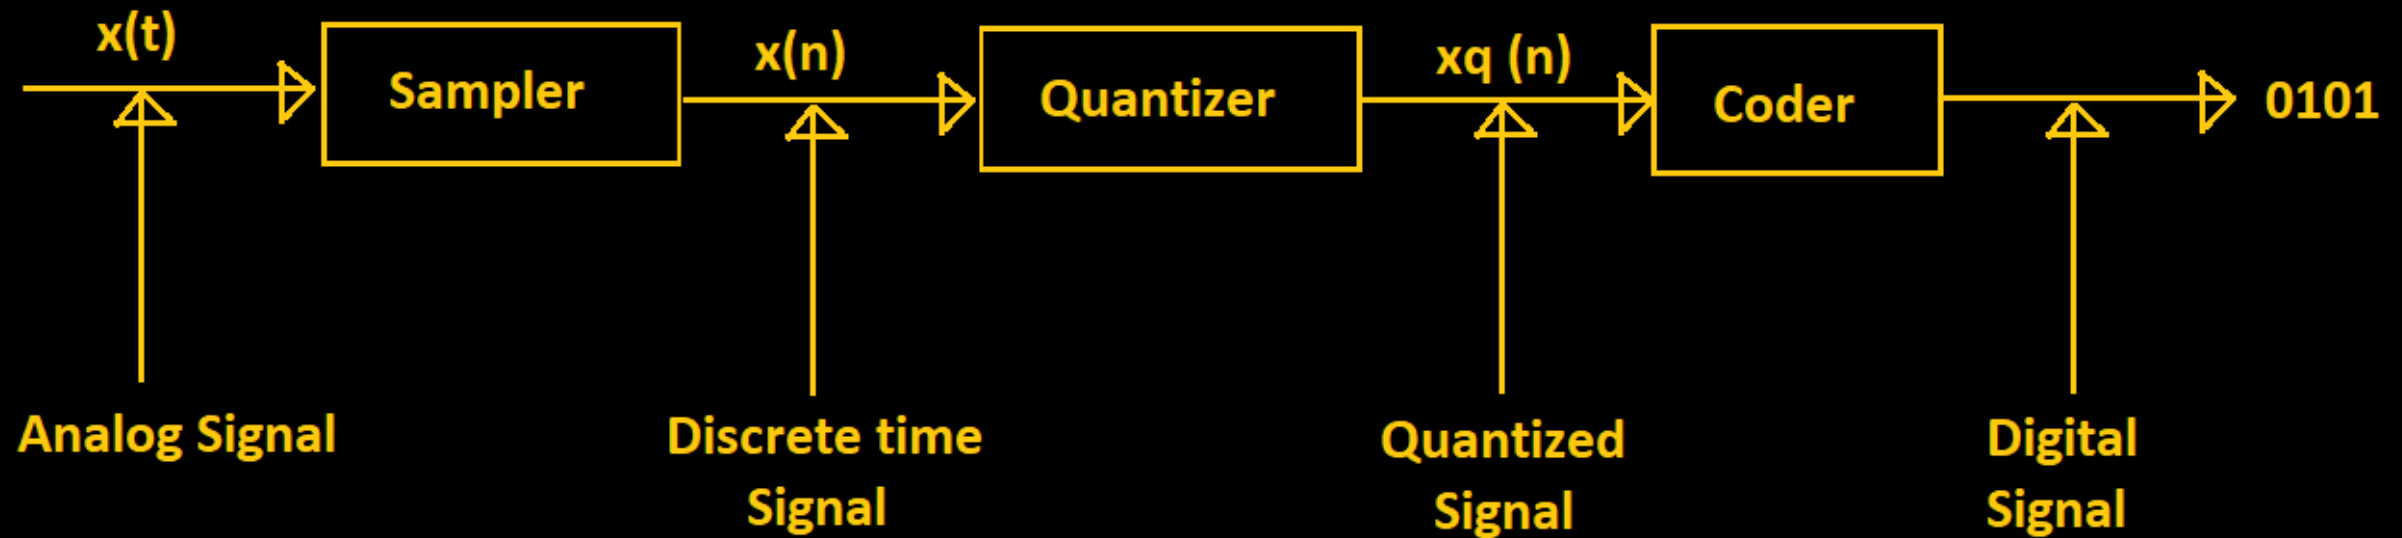 x(t)
Sampler
x(n)
Quantizer
xq (n)
Coder
0101
Analog Signal
Discrete time
Signal
Quantized
Signal
Digital
Signal